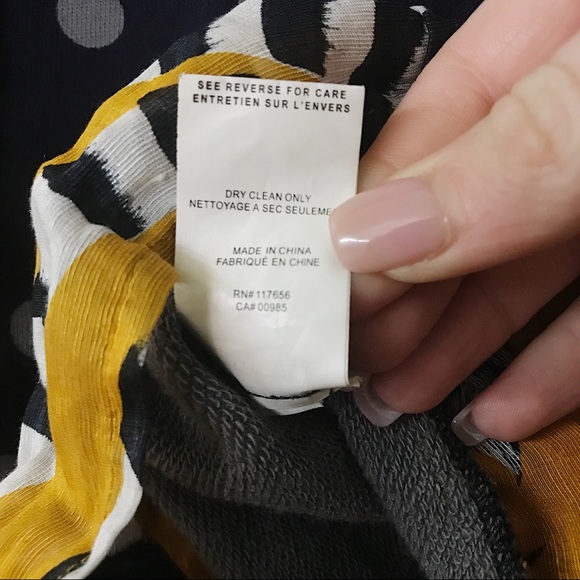 SEE REVERSE FOR CARE
ENTRETIEN SUR L'ENVERS
DRY CLEAN ONLY
NETTOYAGE À SEC
MADE IN CHINA
FABRIQUÉ EN CHINE
RN# 117656
CA# 00985